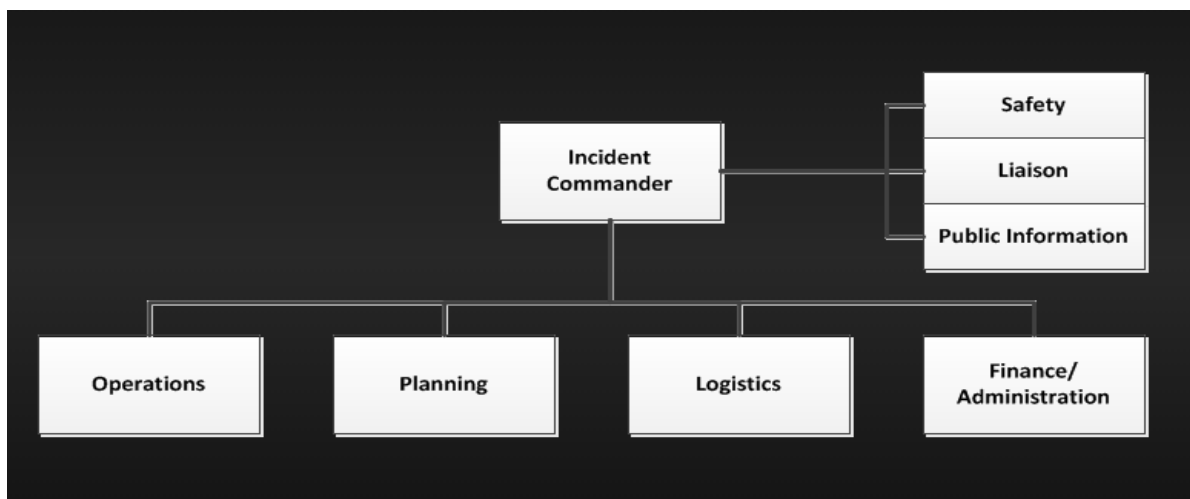 Safety
Incident
Commander
Liaison
Public Information
Operations
Planning
Logistics
Finance/
Administration